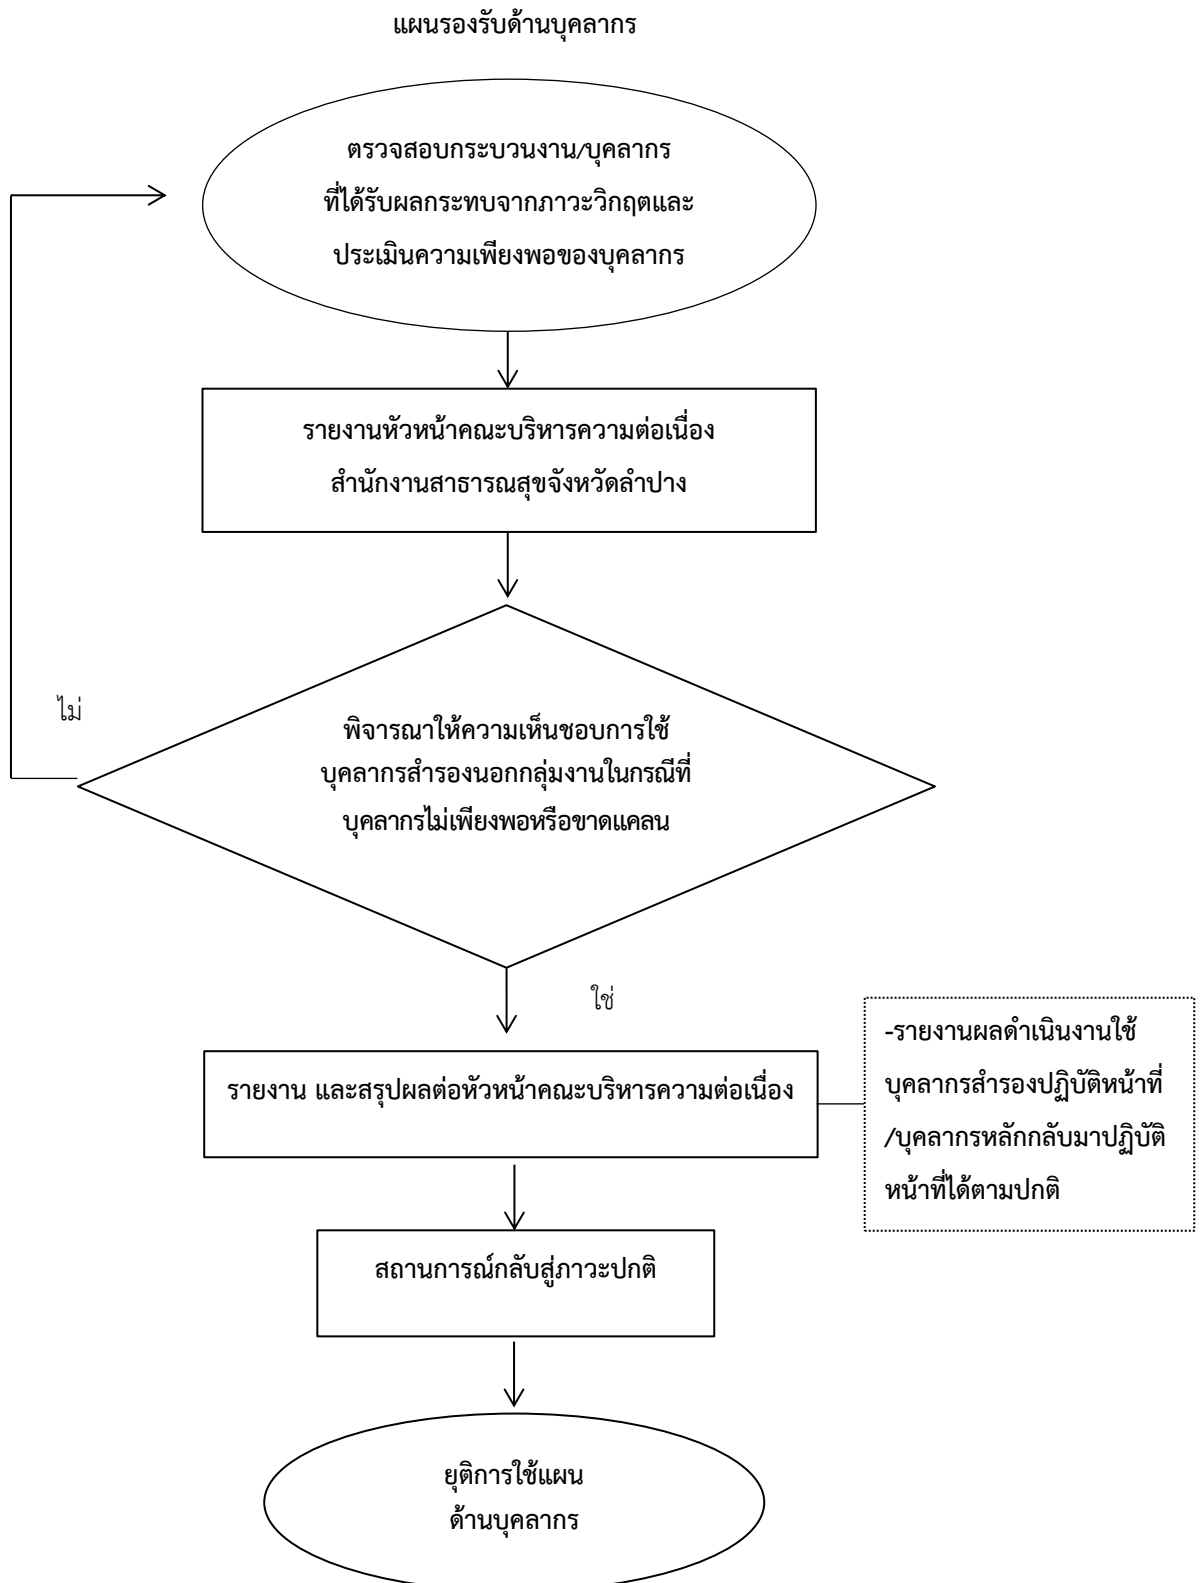 แผนรองรับด้านบุคลากร
ตรวจสอบกระบวนงาน/บุคลากร
ที่ได้รับผลกระทบจากภาวะวิกฤตและ
ประเมินความเพียงพอของบุคลากร
รายงานหัวหน้าคณะบริหารความต่อเนื่อง
สำนักงานสาธารณสุขจังหวัดลำปาง
ไม่
พิจารณาให้ความเห็นชอบการใช้
บุคลากรสำรองนอกกลุ่มงานในกรณีที่
บุคลากรไม่เพียงพอหรือขาดแคลน
ใช่
รายงาน และสรุปผลต่อหัวหน้าคณะบริหารความต่อเนื่อง
-รายงานผลดำเนินงานใช้
บุคลากรสำรองปฏิบัติหน้าที่
/บุคลากรหลักกลับมาปฏิบัติ
หน้าที่ได้ตามปกติ
สถานการณ์กลับสู่ภาวะปกติ
ยุติการใช้แผน
ด้านบุคลากร